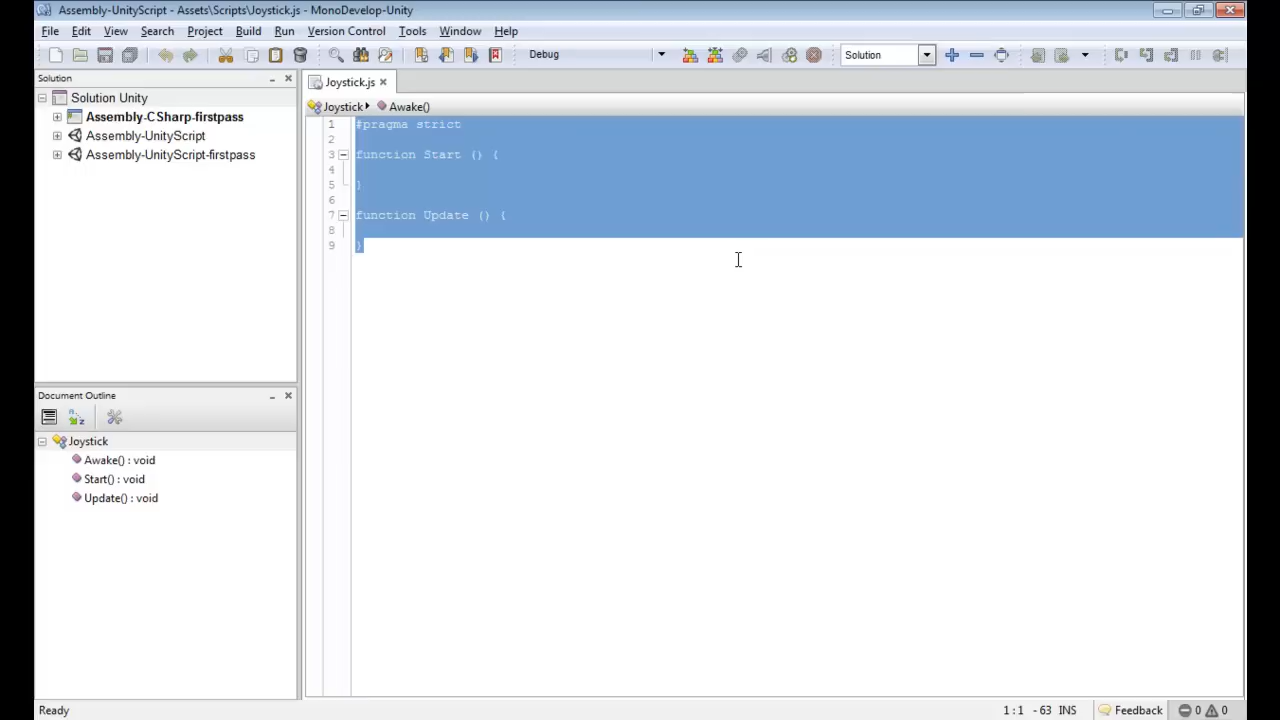 Assembly-UnityScript - Assets\Scripts\Joystick.js - MonoDevelop-Unity
File Edit View Search Project Build Run Version Control Tools Window Help
Debug Solution
Solution
Joystick.js
Solution Unity
Joystick Awake()
Assembly-CSharp-firstpass
Assembly-UnityScript
Assembly-UnityScript-firstpass
1 #pragma strict
2
3 function Start () {
4
5 }
6
7 function Update () {
8
9 }
Document Outline
Joystick
Awake() : void
Start() : void
Update() : void
Ready 1 : 1 - 63 INS Feedback 0 0